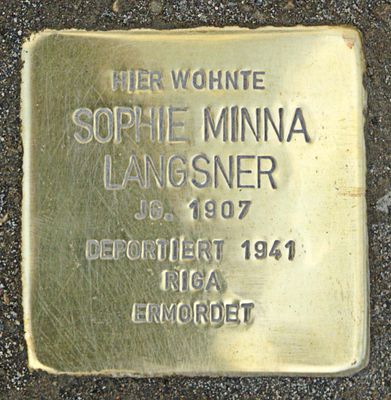 HIER WOHNTE
SOPHIE MINNA
LANGSNER
JG. 1907
DEPORTIERT 1941
RIGA
ERMORDET